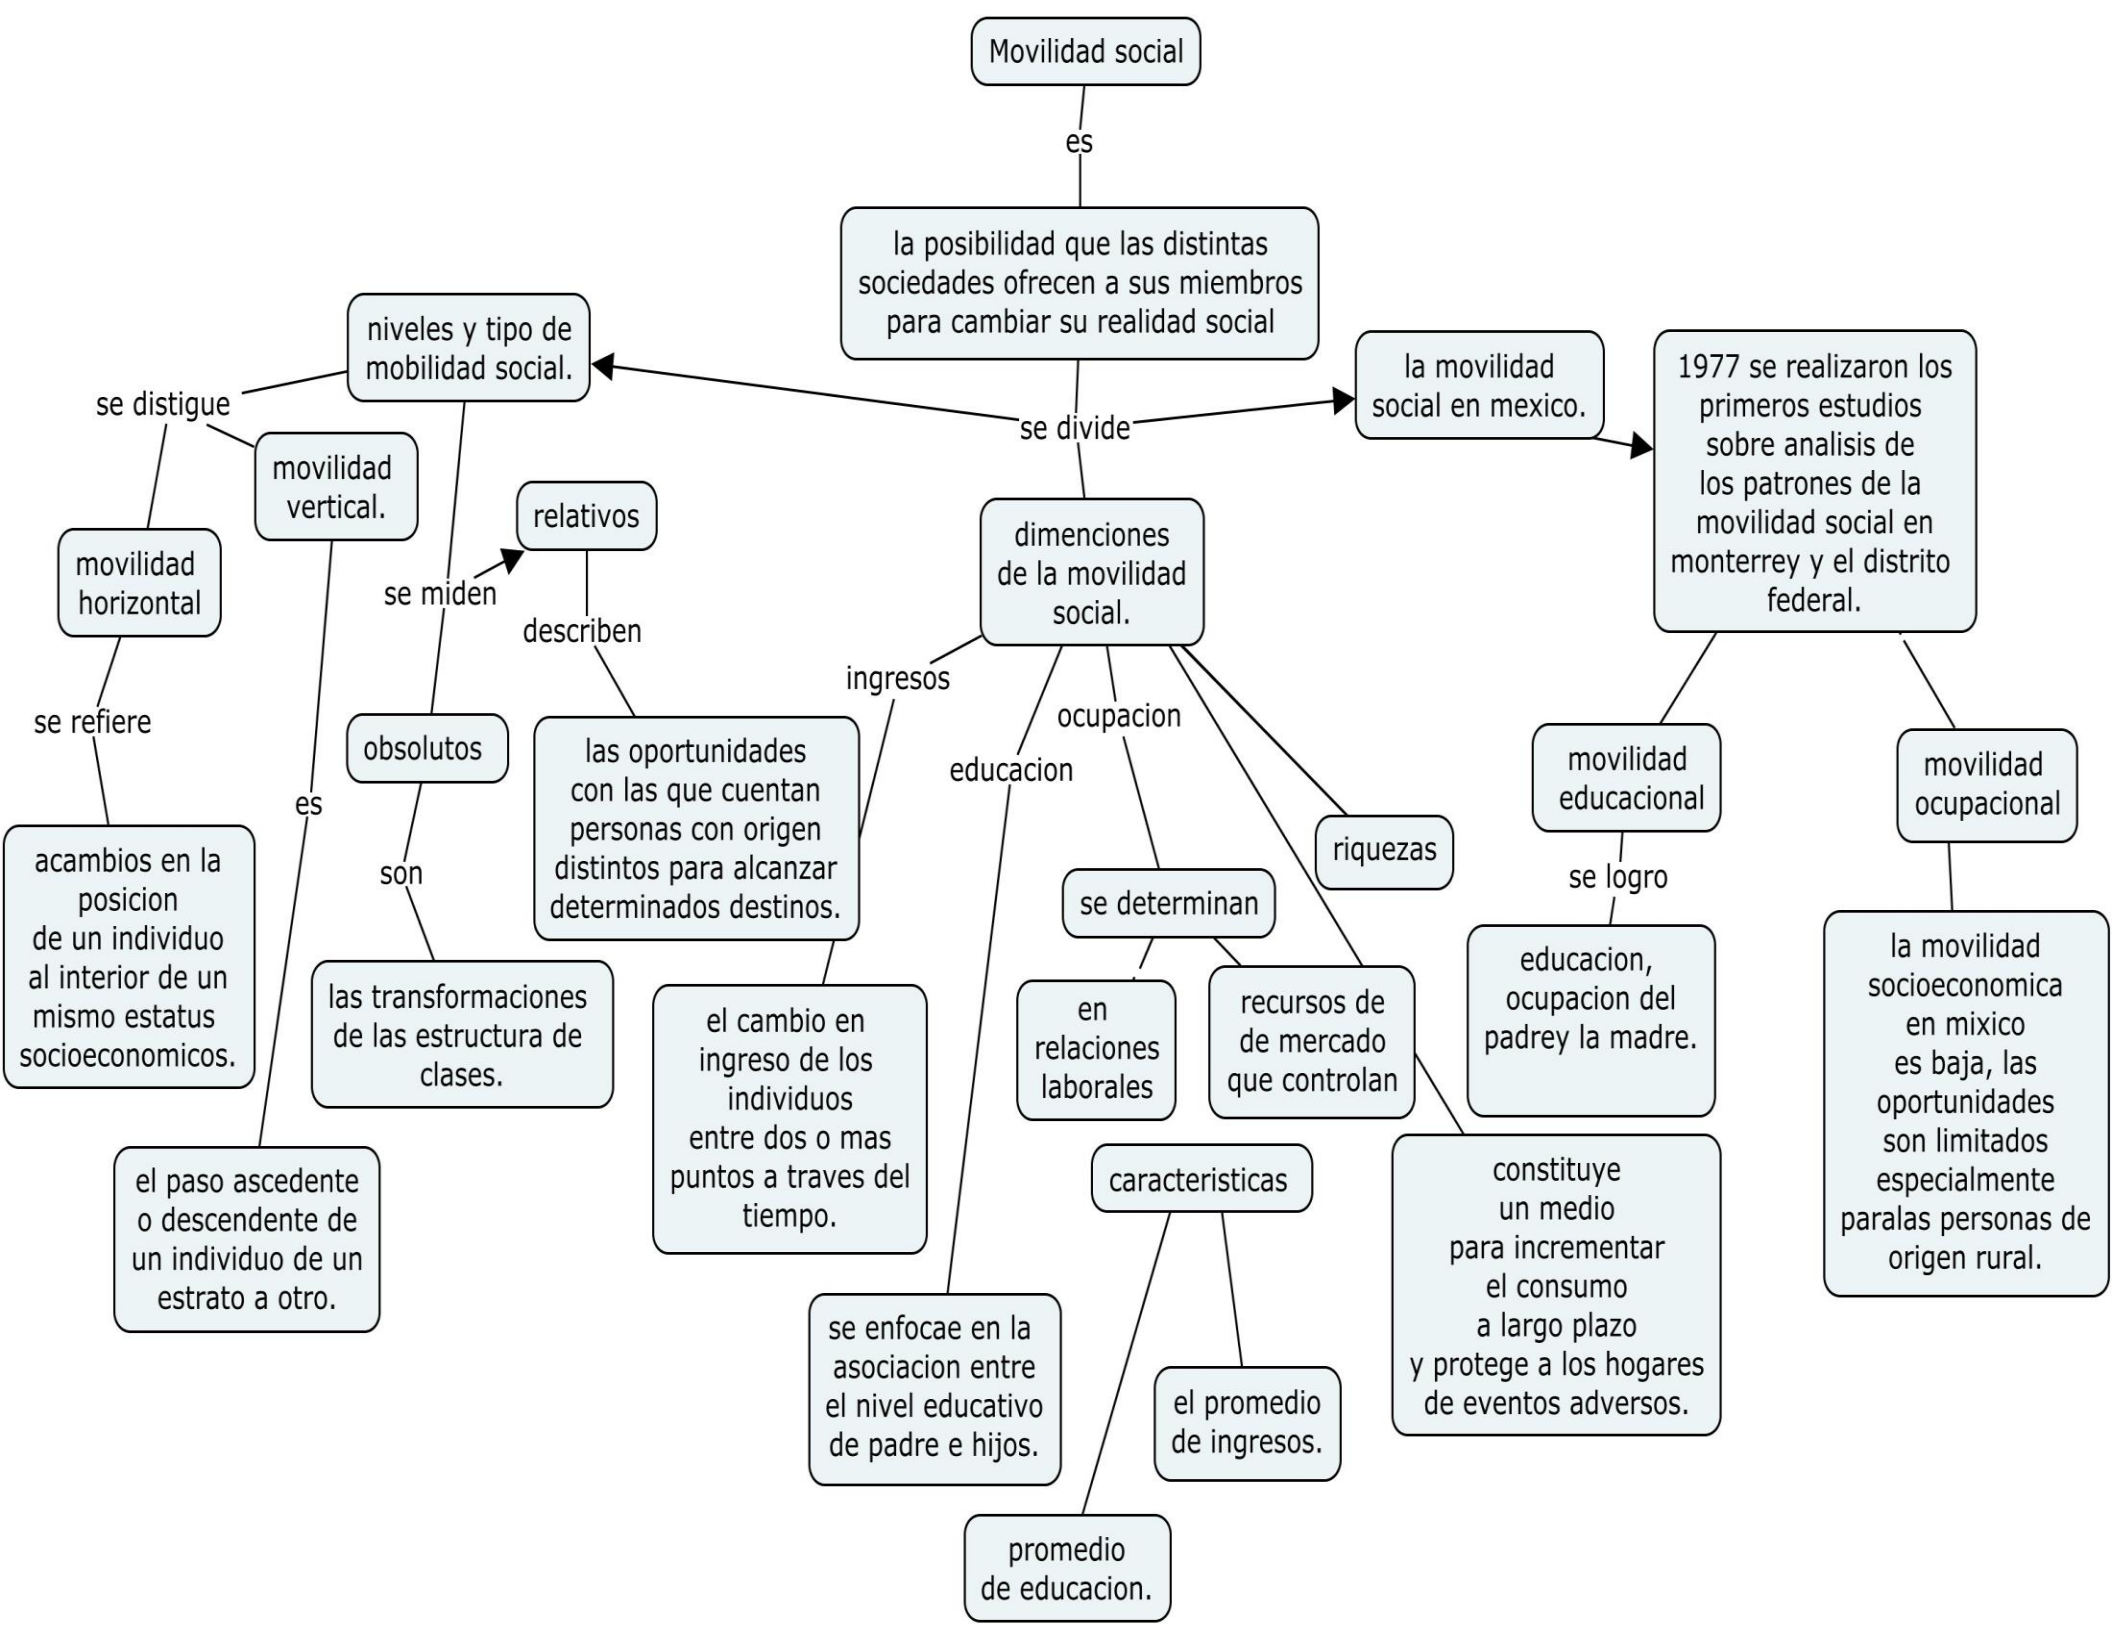 Movilidad social
es
la posibilidad que las distintas
sociedades ofrecen a sus miembros
para cambiar su realidad social
se divide
niveles y tipo de
mobilidad social.
se distigue
movilidad
horizontal
se refiere
acambios en la
posicion
de un individuo
al interior de un
mismo estatus
socioeconomicos.
movilidad
vertical.
es
el paso ascedente
o descendente de
un individuo de un
estrato a otro.
se miden
relativos
describen
las oportunidades
con las que cuentan
personas con origen
distintos para alcanzar
determinados destinos.
obsolutos
son
las transformaciones
de las estructura de
clases.
dimenciones
de la movilidad
social.
ingresos
el cambio en
ingreso de los
individuos
entre dos o mas
puntos a traves del
tiempo.
educacion
se enfocae en la
asociacion entre
el nivel educativo
de padre e hijos.
ocupacion
se determinan
en
relaciones
laborales
recursos de
de mercado
que controlan
riquezas
constituye
un medio
para incrementar
el consumo
a largo plazo
y protege a los hogares
de eventos adversos.
caracteristicas
promedio
de educacion.
el promedio
de ingresos.
la movilidad
social en mexico.
1977 se realizaron los
primeros estudios
sobre analisis de
los patrones de la
movilidad social en
monterrey y el distrito
federal.
movilidad
educacional
se logro
educacion,
ocupacion del
padrey la madre.
movilidad
ocupacional
la movilidad
socioeconomica
en mixico
es baja, las
oportunidades
son limitados
especialmente
paralas personas de
origen rural.